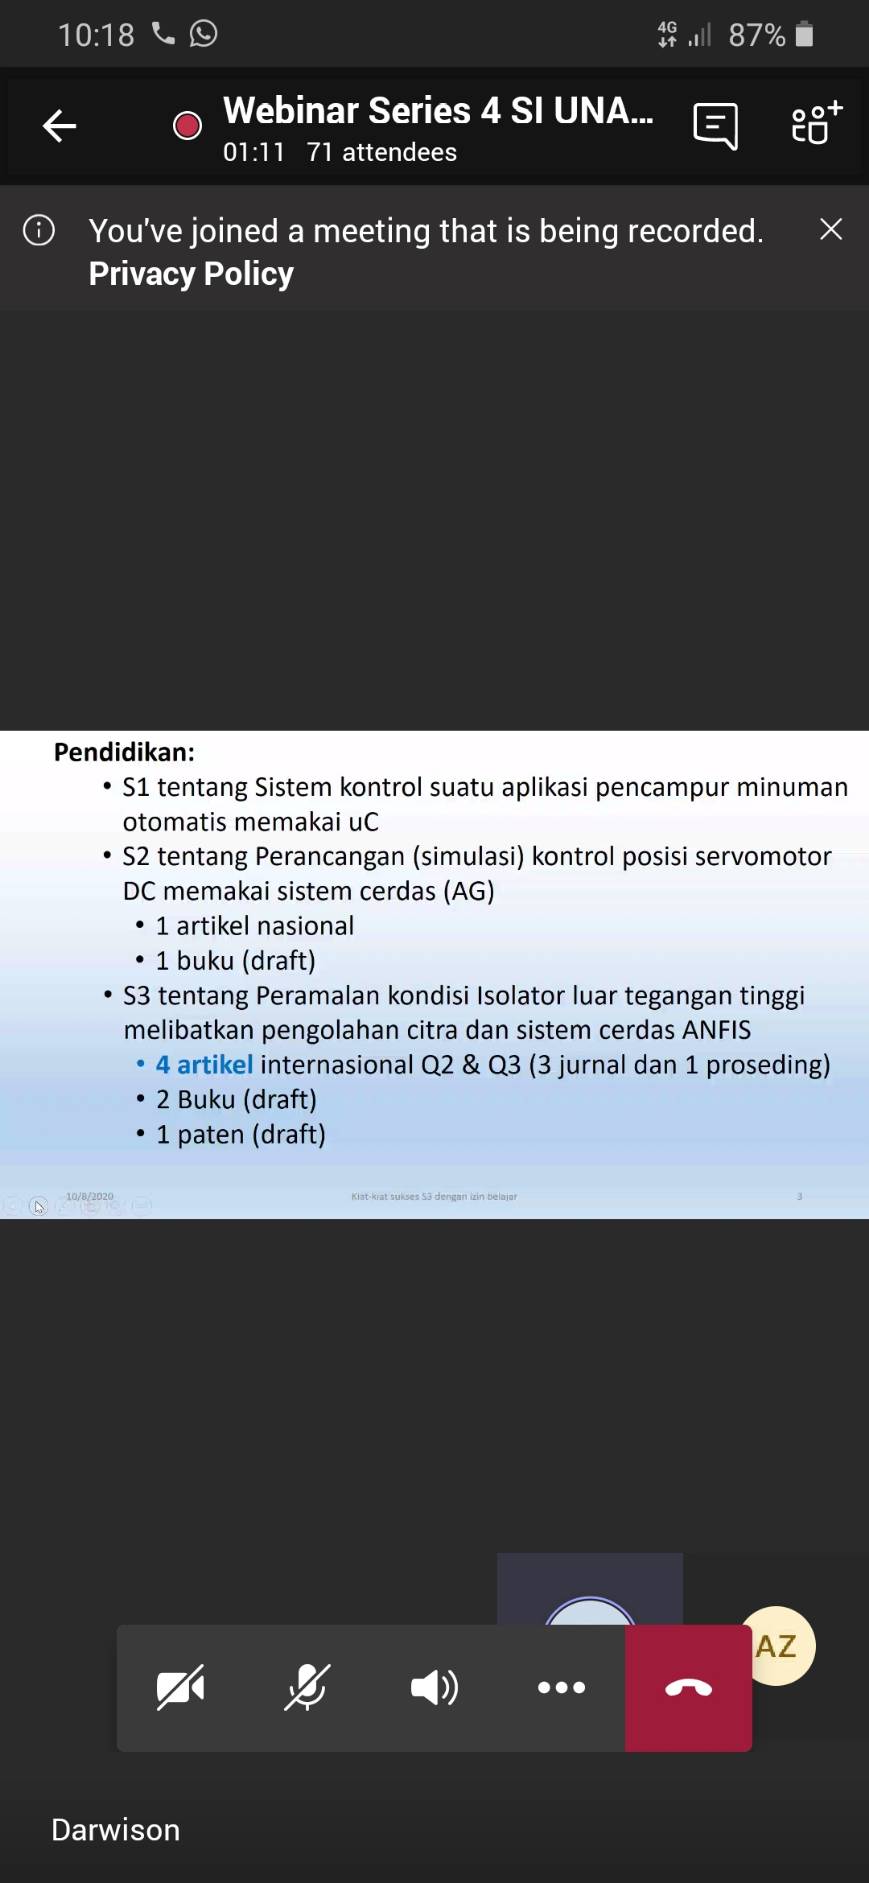 10:18
4G
87%
Webinar Series 4 SI UNA...
01:11 71 attendees
You've joined a meeting that is being recorded.
Privacy Policy
Pendidikan:
• S1 tentang Sistem kontrol suatu aplikasi pencampur minuman
otomatis memakai uC
• S2 tentang Perancangan (simulasi) kontrol posisi servomotor
DC memakai sistem cerdas (AG)
• 1 artikel nasional
• 1 buku (draft)
• S3 tentang Peramalan kondisi Isolator luar tegangan tinggi
melibatkan pengolahan citra dan sistem cerdas ANFIS
• 4 artikel internasional Q2 & Q3 (3 jurnal dan 1 proseding)
• 2 Buku (draft)
• 1 paten (draft)
10/8/2020
Kiat-kiat sukses S3 dengan izin belajar
3
AZ
Darwison